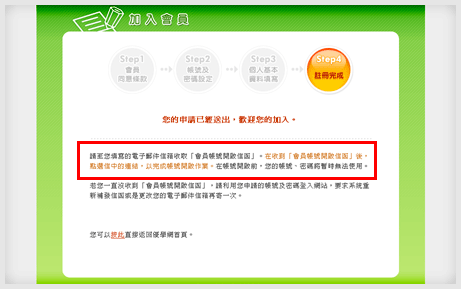 加入會員
Step1
會員
同意條款
Step2
帳號及
密碼設定
Step3
個人基本
資料填寫
Step4
註冊完成
您的申請已經送出，歡迎您的加入。
請至您填寫的電子郵件信箱收取「會員帳號開啟信函」。在收到「會員帳號開啟信函」後，
點選信中的連結，以完成帳號開啟作業。在帳號開啟前，您的帳號、密碼將暫時無法使用。
若您一直沒收到「會員帳號開啟信函」，請利用您申請的帳號及密碼登入網站，要求系統重
新補發信函或是更改您的電子郵件信箱再寄一次。
您可以按此直接返回優學網首頁。